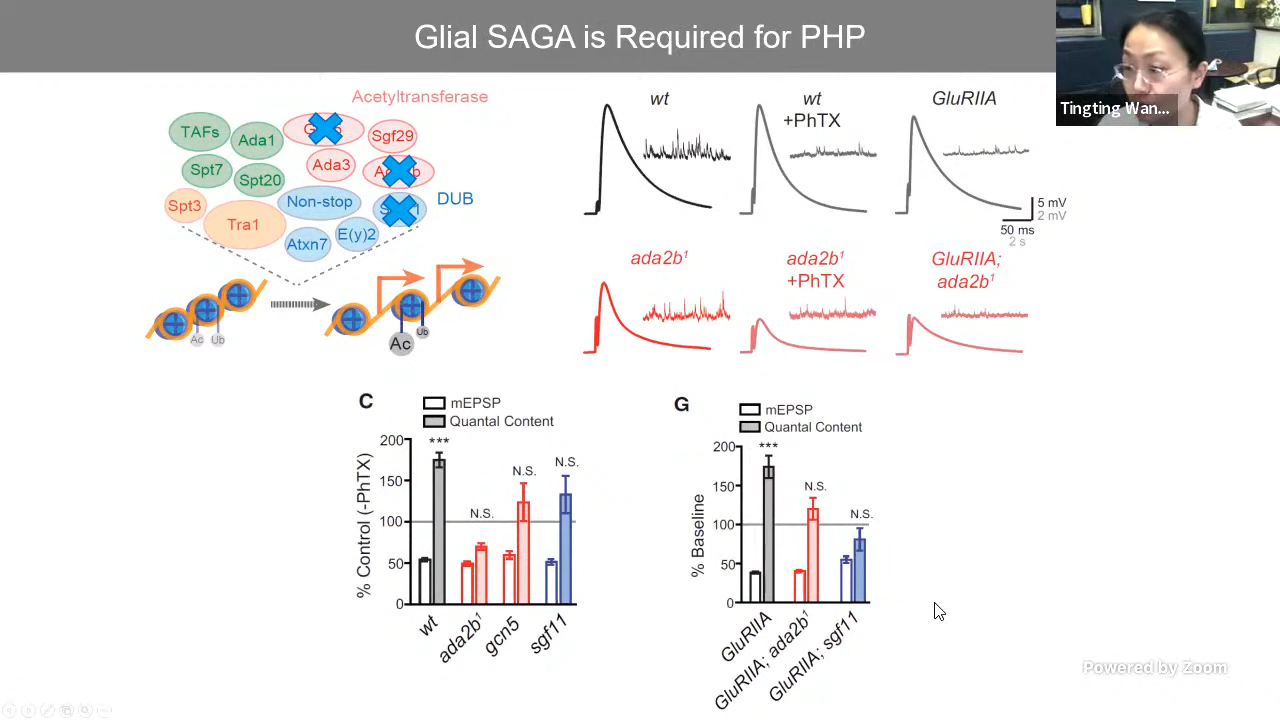 Glial SAGA is Required for PHP
Tingting Wan...
Acetyltransferase
TAFs
Ada1
Sgf29
Spt7
Spt20
Ada3
Spt3
Tra1
Non-stop
DUB
Atxn7
E(y)2
Ac
Ub
Ac
Ub
wt
wt
+PhTX
GluRIIA
5 mV
2 mV
50 ms
2 s
ada2b¹
ada2b¹
+PhTX
GluRIIA;
ada2b¹
C
mEPSP
Quantal Content
% Control (-PhTX)
200
150
100
50
0
***
N.S.
N.S.
N.S.
wt
ada2b¹
gcn5
sgf11
G
mEPSP
Quantal Content
% Baseline
200
150
100
50
0
***
N.S.
N.S.
GluRIIA
GluRIIA; ada2b¹
GluRIIA; sgf11
Powered by Zoom